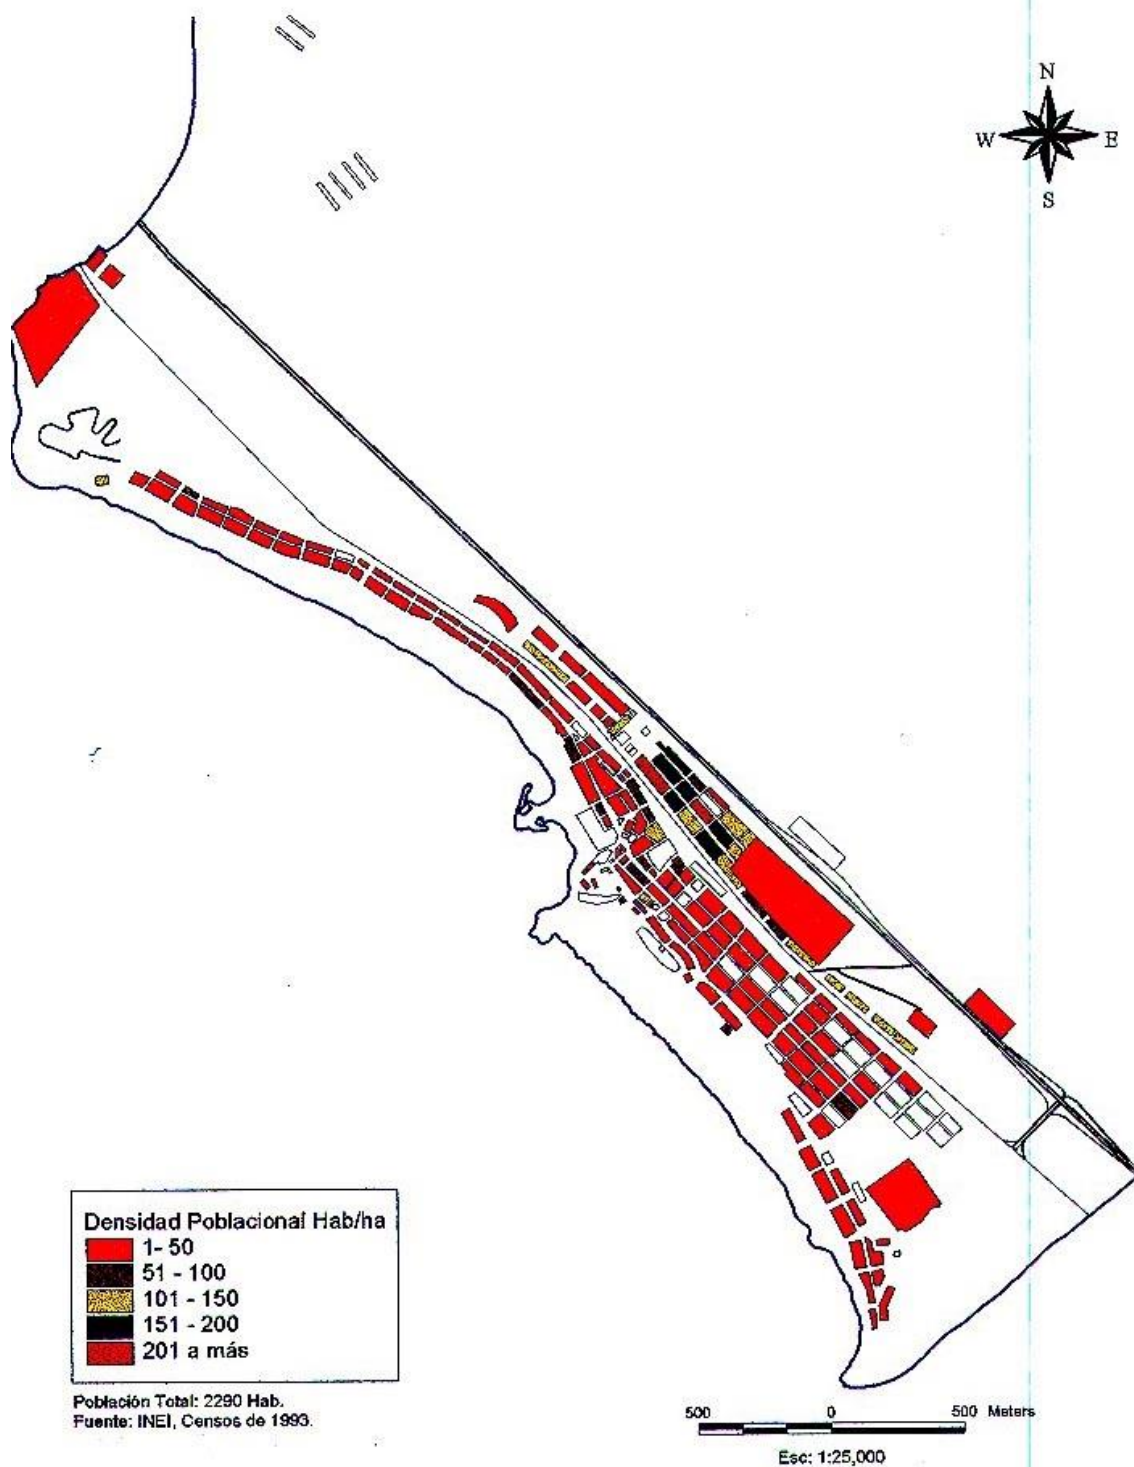 N
W E
S
Densidad Poblacional Hab/ha
1- 50
51 - 100
101 - 150
151 - 200
201 a más
Población Total: 2290 Hab.
Fuente: INEI, Censos de 1993.
500 0 500 Meters
Esc: 1:25,000